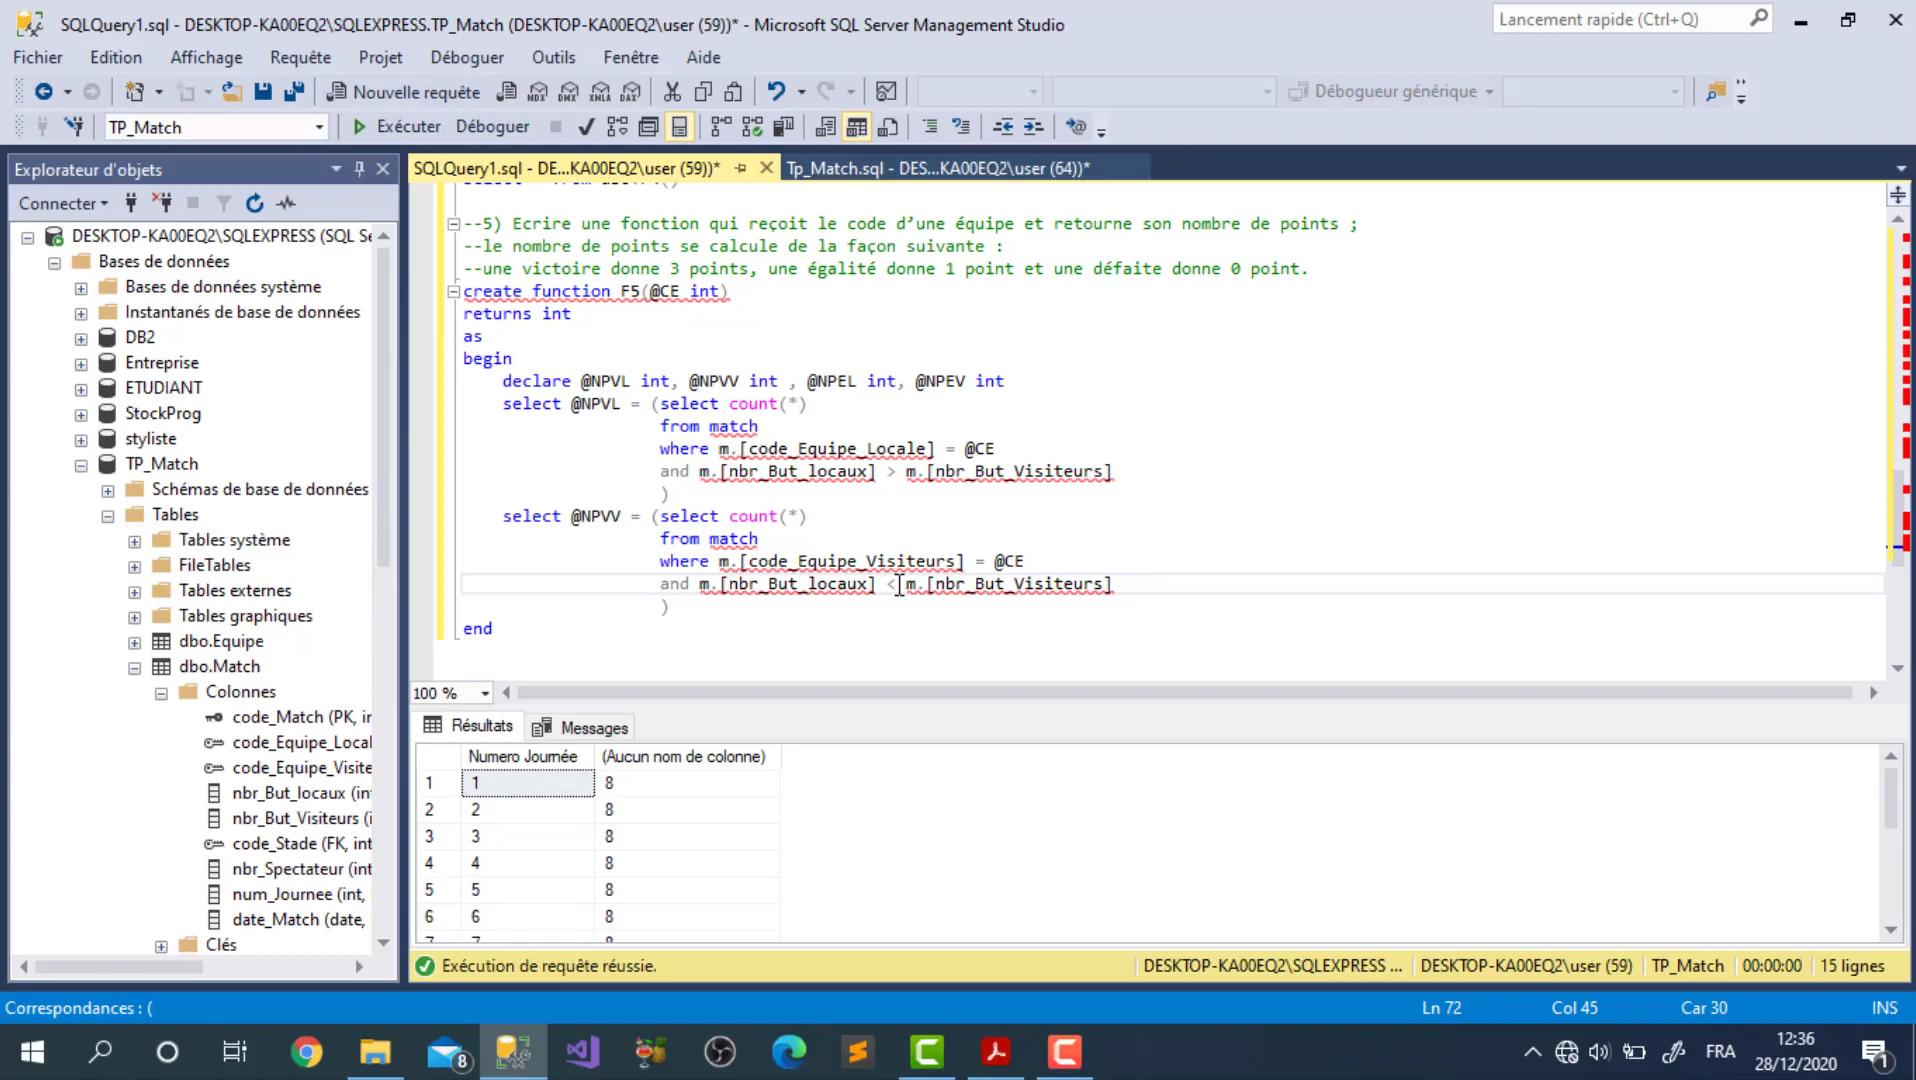 SQLQuery1.sql - DESKTOP-KA00EQ2\SQLEXPRESS.TP_Match (DESKTOP-KA00EQ2\user (59))* - Microsoft SQL Server Management Studio
Lancement rapide (Ctrl+Q)
Fichier Edition Affichage Requête Projet Déboguer Outils Fenêtre Aide
Nouvelle requête MDX DMX XMLA DAX Débogueur générique
TP_Match Exécuter Déboguer
Explorateur d'objets
SQLQuery1.sql - DE...KA00EQ2\user (59))* Tp_Match.sql - DES...KA00EQ2\user (64))*
Connecter
DESKTOP-KA00EQ2\SQLEXPRESS (SQL Se
Bases de données
Bases de données système
Instantanés de base de données
DB2
Entreprise
ETUDIANT
StockProg
styliste
TP_Match
Schémas de base de données
Tables
Tables système
FileTables
Tables externes
Tables graphiques
dbo.Equipe
dbo.Match
Colonnes
code_Match (PK, in
code_Equipe_Local
code_Equipe_Visite
nbr_But_locaux (int
nbr_But_Visiteurs (i
code_Stade (FK, int
nbr_Spectateur (int
num_Journee (int,
date_Match (date,
Clés
--5) Ecrire une fonction qui reçoit le code d’une équipe et retourne son nombre de points ;
--le nombre de points se calcule de la façon suivante :
--une victoire donne 3 points, une égalité donne 1 point et une défaite donne 0 point.
create function F5(@CE int)
returns int
as
begin
declare @NPVL int, @NPVV int , @NPEL int, @NPEV int
select @NPVL = (select count(*)
from match
where m.[code_Equipe_Locale] = @CE
and m.[nbr_But_locaux] > m.[nbr_But_Visiteurs]
)
select @NPVV = (select count(*)
from match
where m.[code_Equipe_Visiteurs] = @CE
and m.[nbr_But_locaux] < m.[nbr_But_Visiteurs]
)
end
100 %
Résultats Messages
Numero Journée (Aucun nom de colonne)
1 1 8
2 2 8
3 3 8
4 4 8
5 5 8
6 6 8
7 7 8
Exécution de requête réussie. DESKTOP-KA00EQ2\SQLEXPRESS ... DESKTOP-KA00EQ2\user (59) TP_Match 00:00:00 15 lignes
Correspondances : ( Ln 72 Col 45 Car 30 INS
8 FRA 12:36
28/12/2020 1